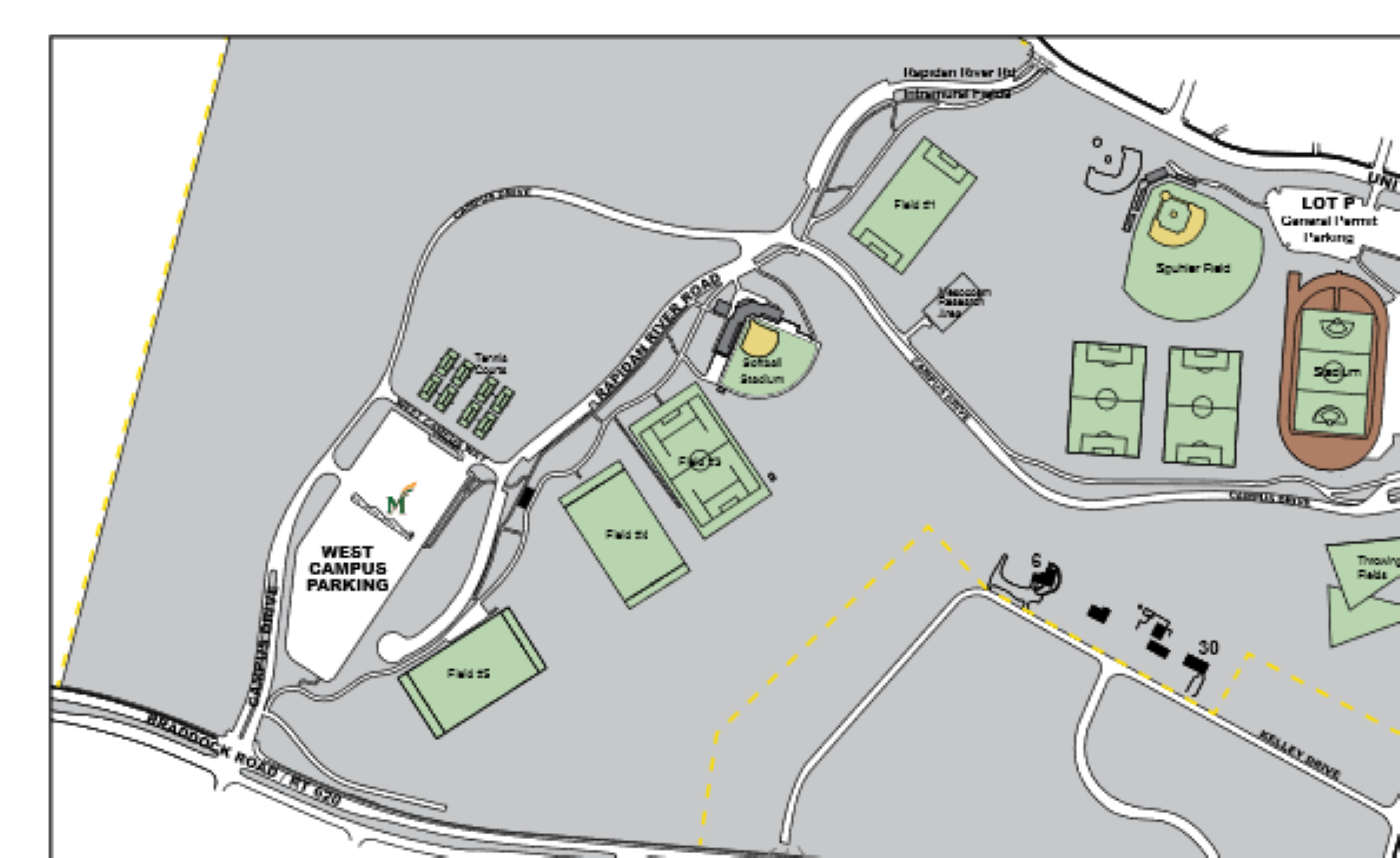 Rapidan River Rd
Intramural Fields
UNI
LOT P
General Permit
Parking
CAMPUS DRIVE
Field #1
Spuhler Field
Mesocosm
Research
Area
RAPIDAN RIVER ROAD
Softball
Stadium
Stadium
Tennis
Courts
CAMPUS DRIVE
Field #3
M
CAMPUS DRIVE
Field #4
WEST
CAMPUS
PARKING
6
Throwing
Fields
CAMPUS DRIVE
30
Field #5
BRADDOCK ROAD / RT 620
KELLEY DRIVE